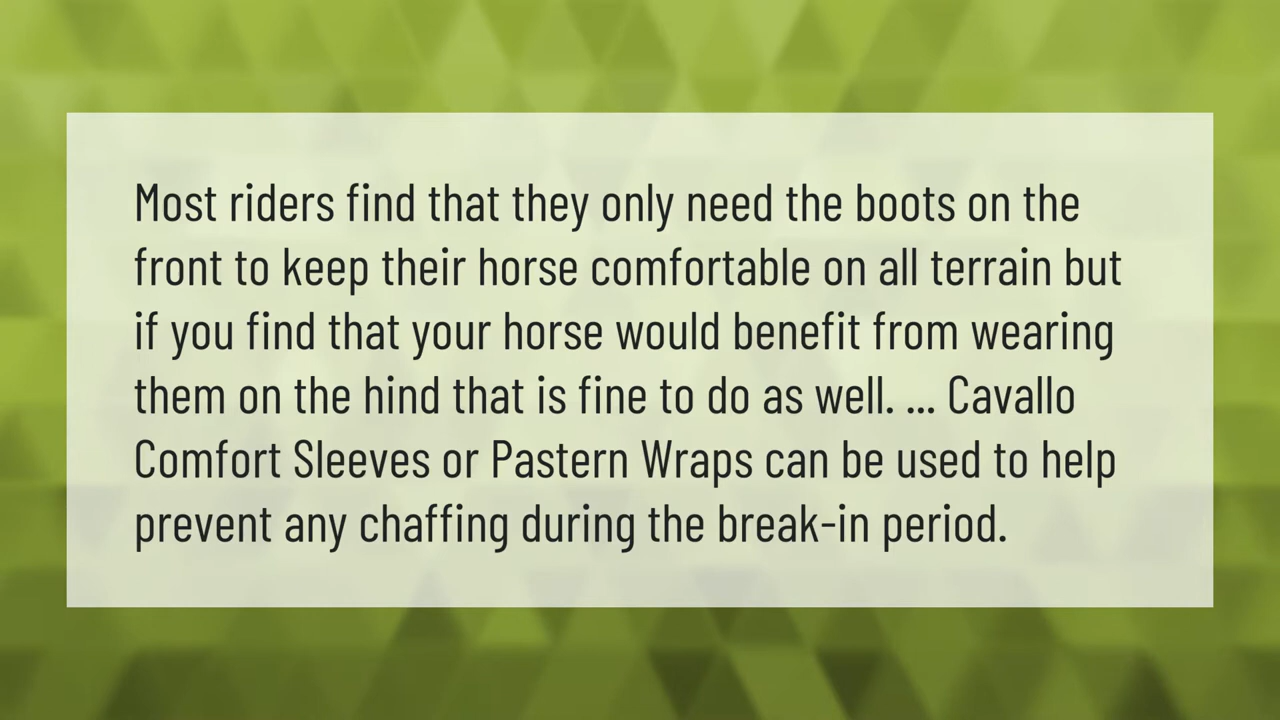 Most riders find that they only need the boots on the
front to keep their horse comfortable on all terrain but
if you find that your horse would benefit from wearing
them on the hind that is fine to do as well. ... Cavallo
Comfort Sleeves or Pastern Wraps can be used to help
prevent any chaffing during the break-in period.